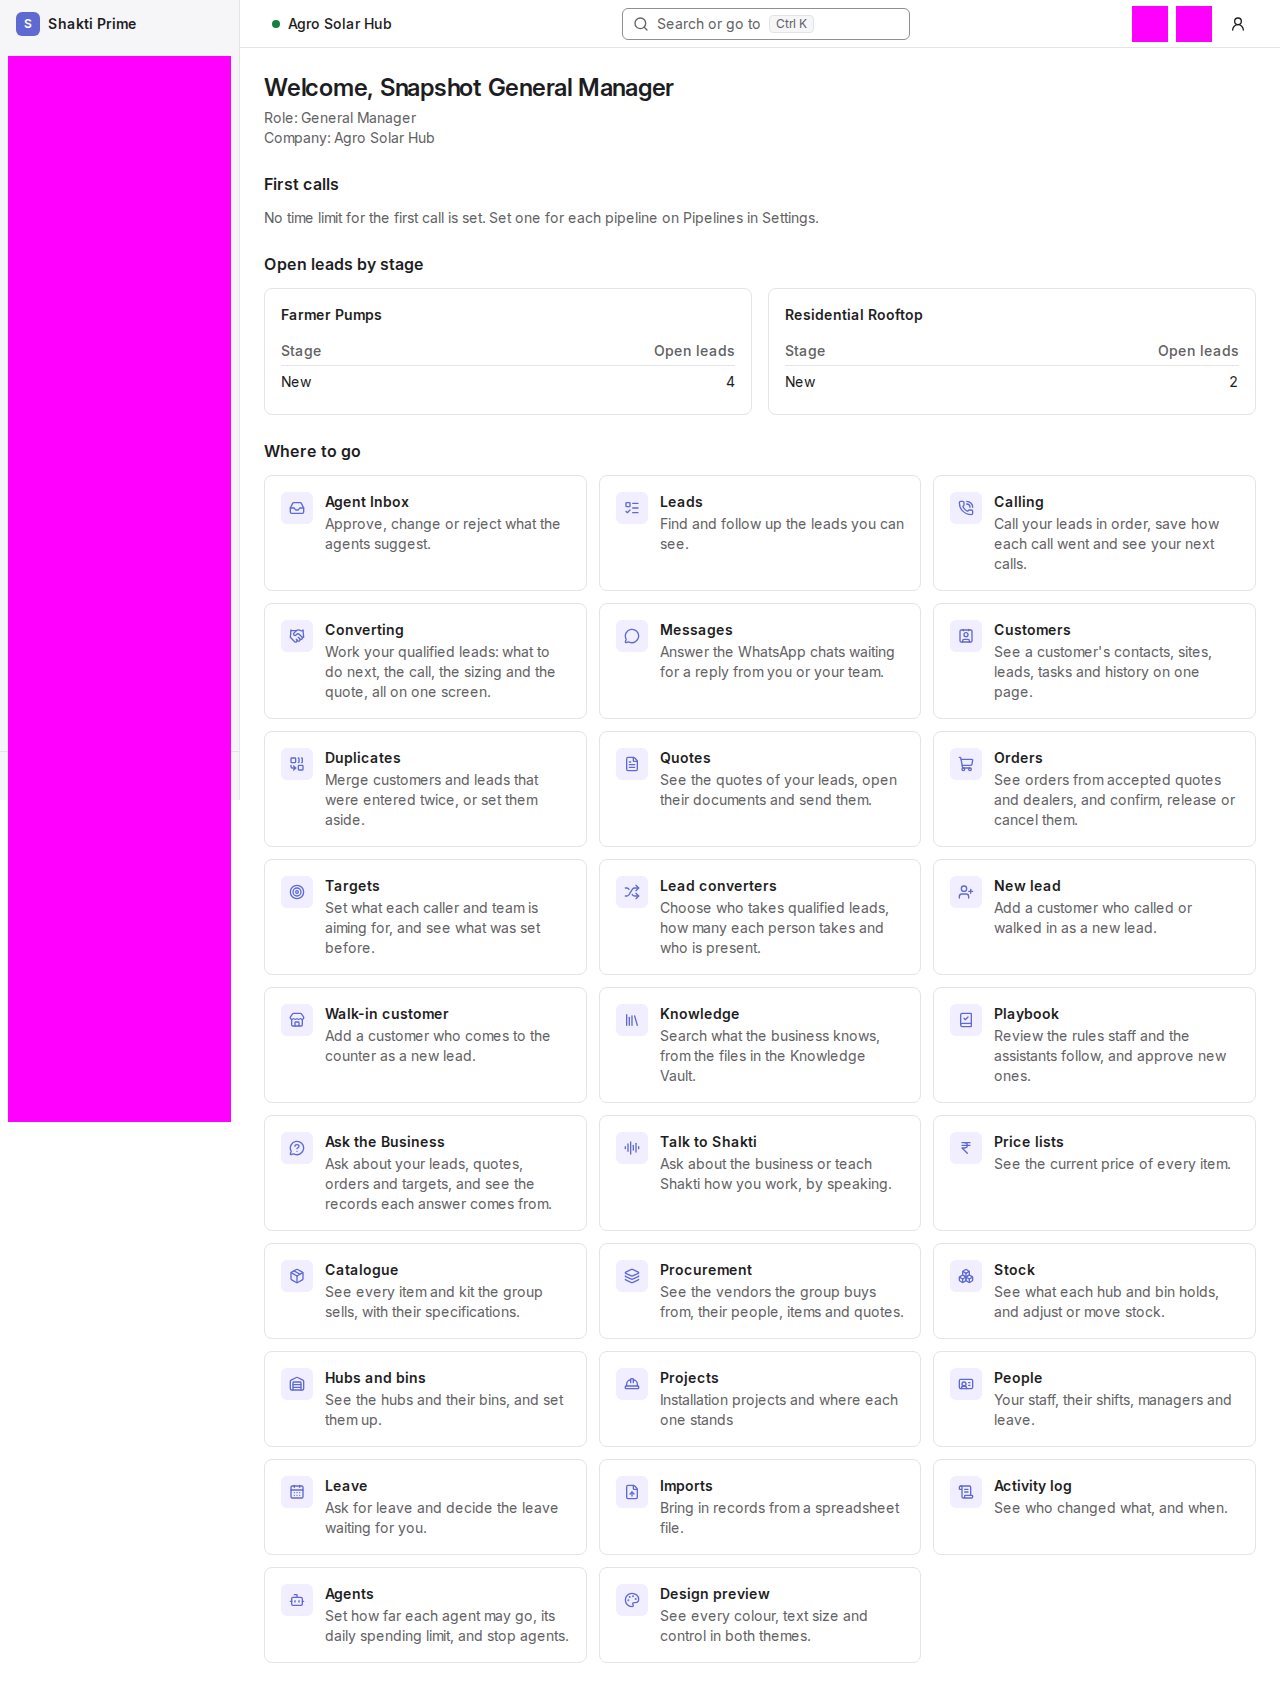 S Shakti Prime
Agro Solar Hub
Search or go to Ctrl K
Welcome, Snapshot General Manager
Role: General Manager
Company: Agro Solar Hub
First calls
No time limit for the first call is set. Set one for each pipeline on Pipelines in Settings.
Open leads by stage
Farmer Pumps
Stage Open leads
New 4
Residential Rooftop
Stage Open leads
New 2
Where to go
Agent Inbox
Approve, change or reject what the
agents suggest.
Leads
Find and follow up the leads you can
see.
Calling
Call your leads in order, save how
each call went and see your next
calls.
Converting
Work your qualified leads: what to
do next, the call, the sizing and the
quote, all on one screen.
Messages
Answer the WhatsApp chats waiting
for a reply from you or your team.
Customers
See a customer's contacts, sites,
leads, tasks and history on one
page.
Duplicates
Merge customers and leads that
were entered twice, or set them
aside.
Quotes
See the quotes of your leads, open
their documents and send them.
Orders
See orders from accepted quotes
and dealers, and confirm, release or
cancel them.
Targets
Set what each caller and team is
aiming for, and see what was set
before.
Lead converters
Choose who takes qualified leads,
how many each person takes and
who is present.
New lead
Add a customer who called or
walked in as a new lead.
Walk-in customer
Add a customer who comes to the
counter as a new lead.
Knowledge
Search what the business knows,
from the files in the Knowledge
Vault.
Playbook
Review the rules staff and the
assistants follow, and approve new
ones.
Ask the Business
Ask about your leads, quotes,
orders and targets, and see the
records each answer comes from.
Talk to Shakti
Ask about the business or teach
Shakti how you work, by speaking.
Price lists
See the current price of every item.
Catalogue
See every item and kit the group
sells, with their specifications.
Procurement
See the vendors the group buys
from, their people, items and quotes.
Stock
See what each hub and bin holds,
and adjust or move stock.
Hubs and bins
See the hubs and their bins, and set
them up.
Projects
Installation projects and where each
one stands
People
Your staff, their shifts, managers and
leave.
Leave
Ask for leave and decide the leave
waiting for you.
Imports
Bring in records from a spreadsheet
file.
Activity log
See who changed what, and when.
Agents
Set how far each agent may go, its
daily spending limit, and stop agents.
Design preview
See every colour, text size and
control in both themes.